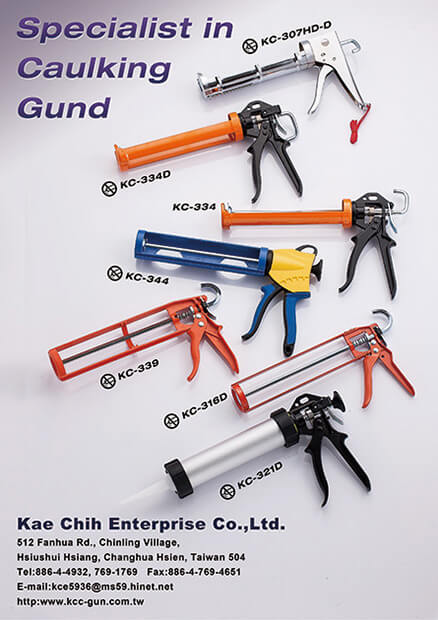 Specialist in
Caulking
Gund
KC-307HD-D
KC-334D
KC-334
KC-344
KC-339
KC-316D
KC-321D
Kae Chih Enterprise Co.,Ltd.
512 Fanhua Rd., Chinling Village,
Hsiushui Hsiang, Changhua Hsien, Taiwan 504
Tel:886-4-4932, 769-1769 Fax:886-4-769-4651
E-mail:kce5936@ms59.hinet.net
http:www.kcc-gun.com.tw